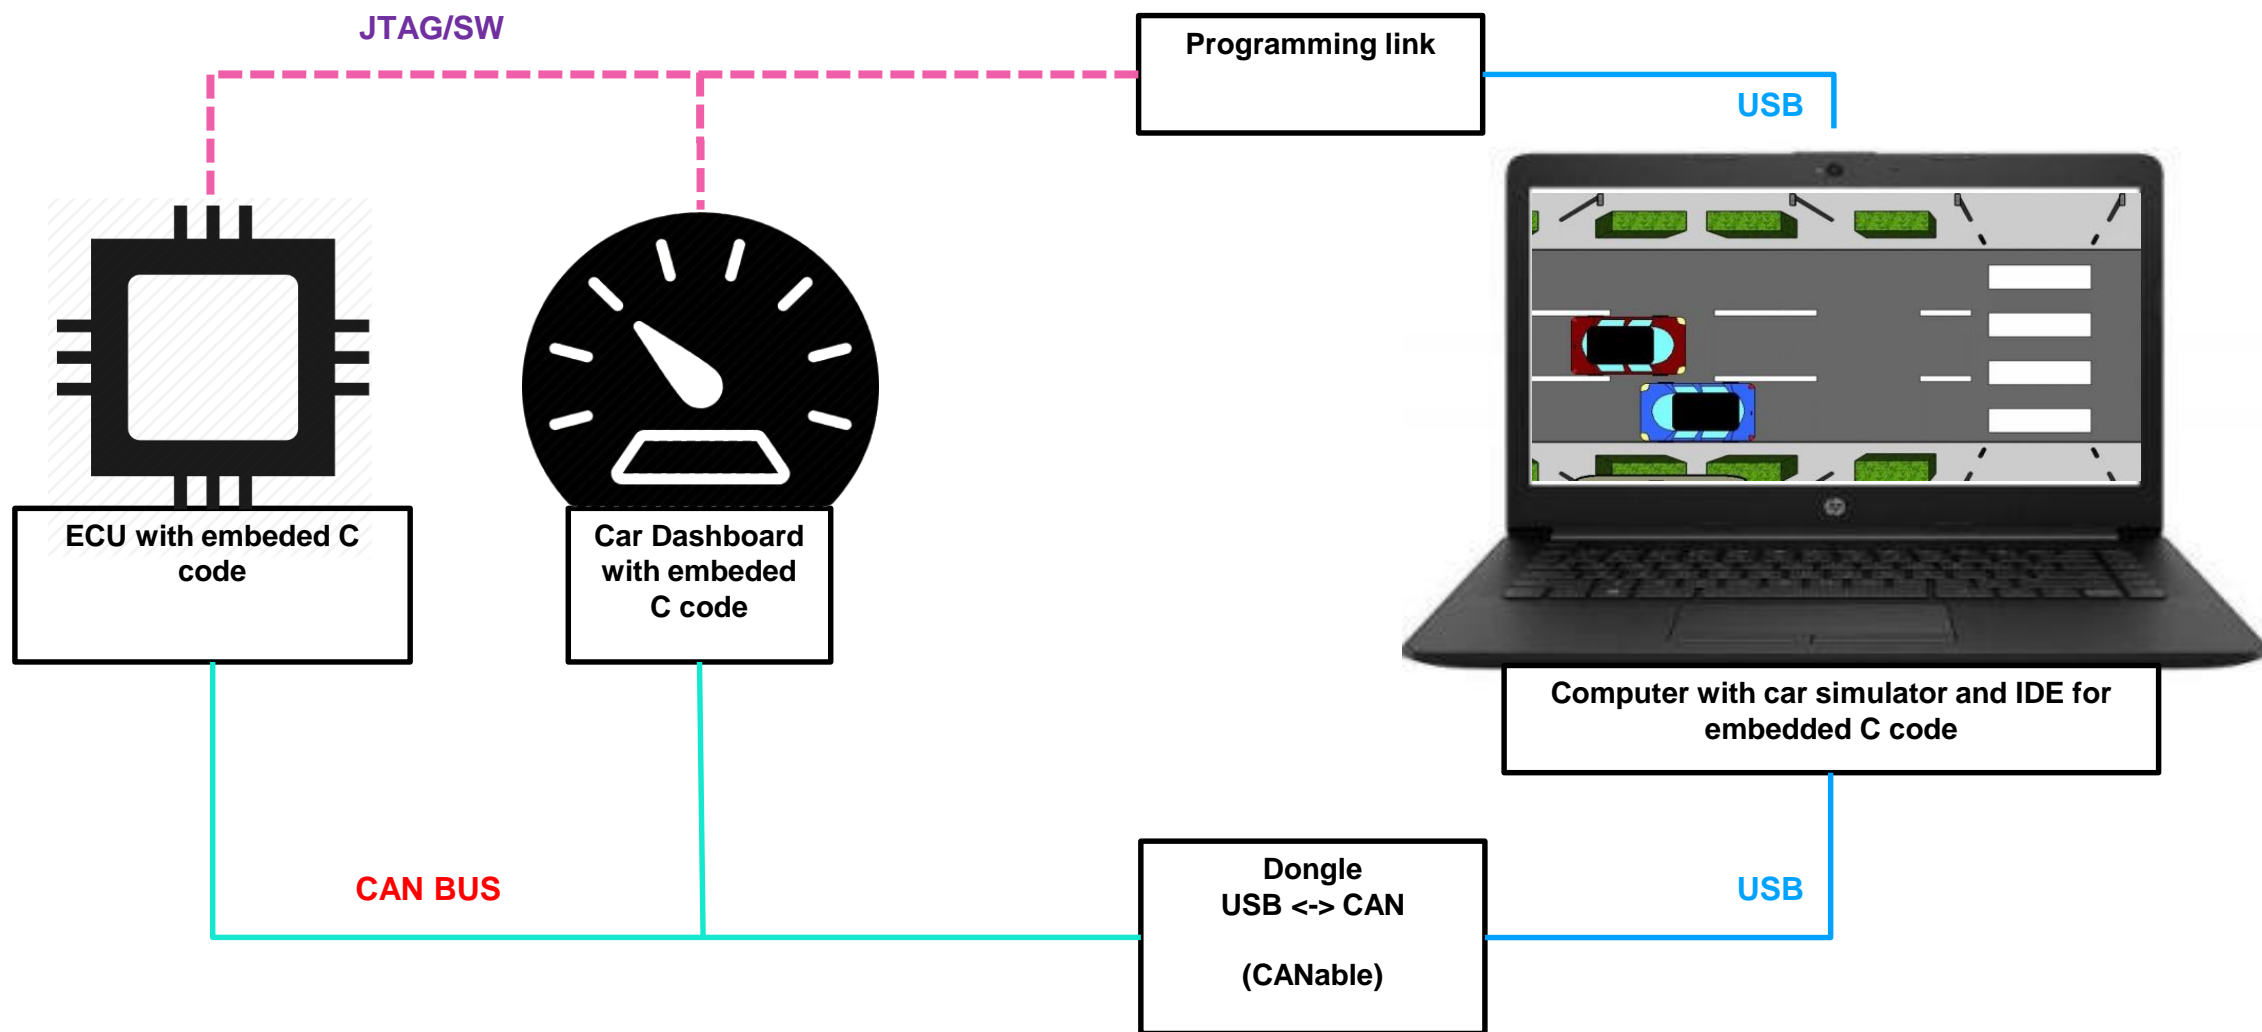 JTAG/SW
Programming link
USB
ECU with embeded C
code
Car Dashboard
with embeded
C code
Computer with car simulator and IDE for
embedded C code
CAN BUS
Dongle
USB <-> CAN
(CANable)
USB
hp